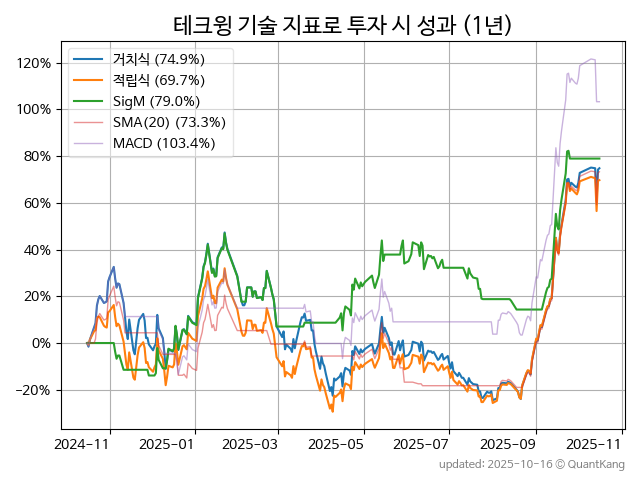 테크윙 기술 지표로 투자 시 성과 (1년)
거치식 (74.9%)
적립식 (69.7%)
SigM (79.0%)
SMA(20) (73.3%)
MACD (103.4%)
120%
100%
80%
60%
40%
20%
0%
−20%
2024-11 2025-01 2025-03 2025-05 2025-07 2025-09 2025-11
updated: 2025-10-16 © QuantKang